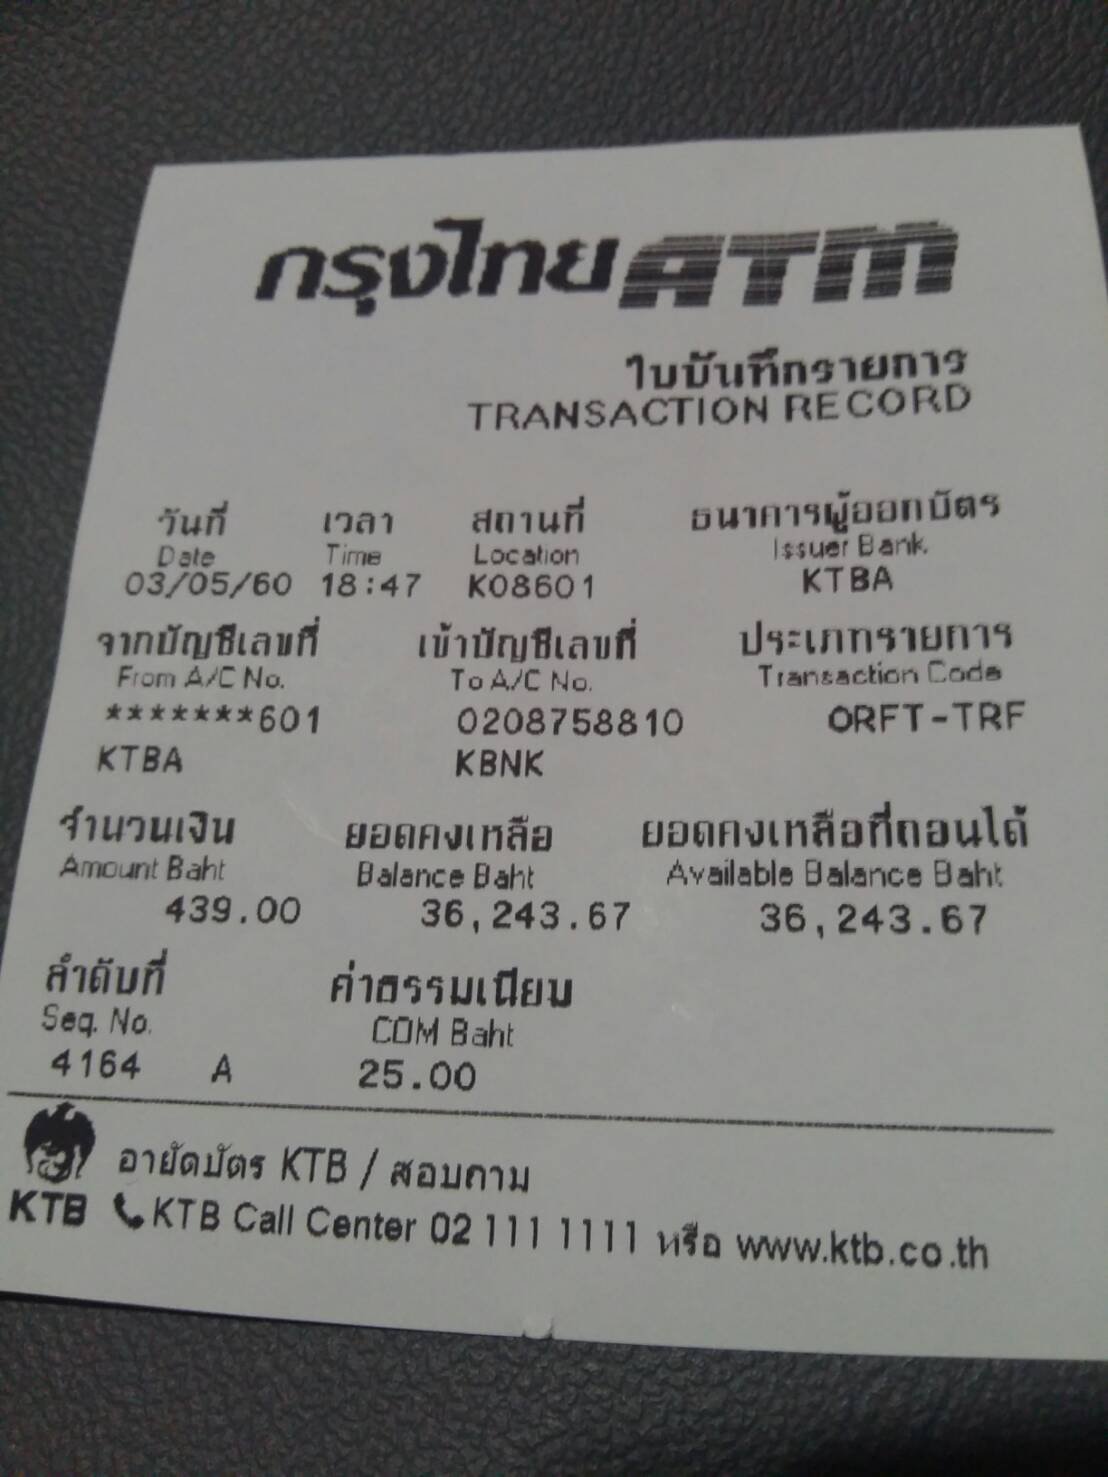 กรุงไทย ATM
ใบบันทึกรายการ
TRANSACTION RECORD
วันที่ เวลา สถานที่ ธนาคารผู้ออกบัตร
Date Time Location Issuer Bank
03/05/60 18:47 K08601 KTBA
จากบัญชีเลขที่ เข้าบัญชีเลขที่ ประเภทรายการ
From A/C No. To A/C No. Transaction Code
*******601 0208758810 ORFT-TRF
KTBA KBNK
จำนวนเงิน ยอดคงเหลือ ยอดคงเหลือที่ถอนได้
Amount Baht Balance Baht Available Balance Baht
439.00 36,243.67 36,243.67
ลำดับที่ ค่าธรรมเนียม
Seq. No. COM Baht
4164 A 25.00
อายัดบัตร KTB / สอบถาม
KTB KTB Call Center 02 111 1111 หรือ www.ktb.co.th